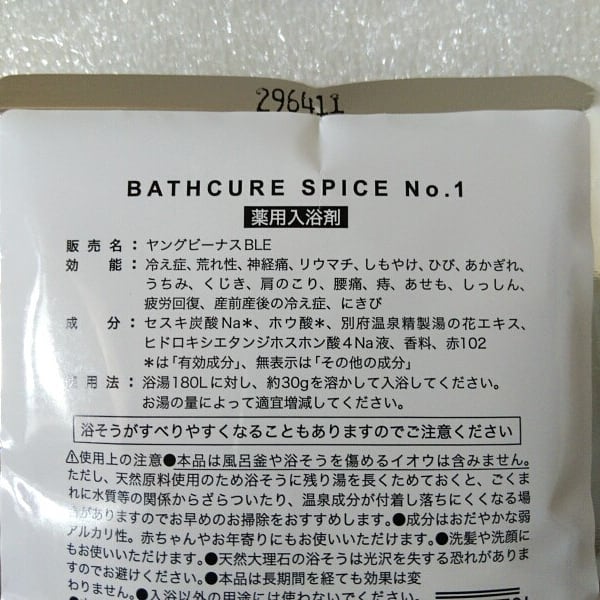 296411
BATHCURE SPICE No.1
薬用入浴剤
販売名：ヤングビーナスBLE
効能：冷え症、荒れ性、神経痛、リウマチ、しもやけ、ひび、あかぎれ、
うちみ、くじき、肩のこり、腰痛、痔、あせも、しっしん、
疲労回復、産前産後の冷え症、にきび
成分：セスキ炭酸Na＊、ホウ酸＊、別府温泉精製湯の花エキス、
ヒドロキシエタンジホスホン酸4Na液、香料、赤102
＊は「有効成分」、無表示は「その他の成分」
用法：浴湯180Lに対し、約30gを溶かして入浴してください。
お湯の量によって適宜増減してください。
浴そうがすべりやすくなることもありますのでご注意ください
⚠使用上の注意●本品は風呂釜や浴そうを傷めるイオウは含みません。
ただし、天然原料使用のため浴そうに残り湯を長くためておくと、ごくま
れに水質等の関係からざらついたり、温泉成分が付着し落ちにくくなる場
がありますのでお早めのお掃除をおすすめします。●成分はおだやかな弱
アルカリ性。赤ちゃんやお年寄りにもお使いいただけます。●洗髪や洗顔に
もお使いいただけます。●天然大理石の浴そうは光沢を失する恐れがありま
すのでお避けください。●本品は長期間を経ても効果は変
わりません。●入浴以外の用途には使わないでください。